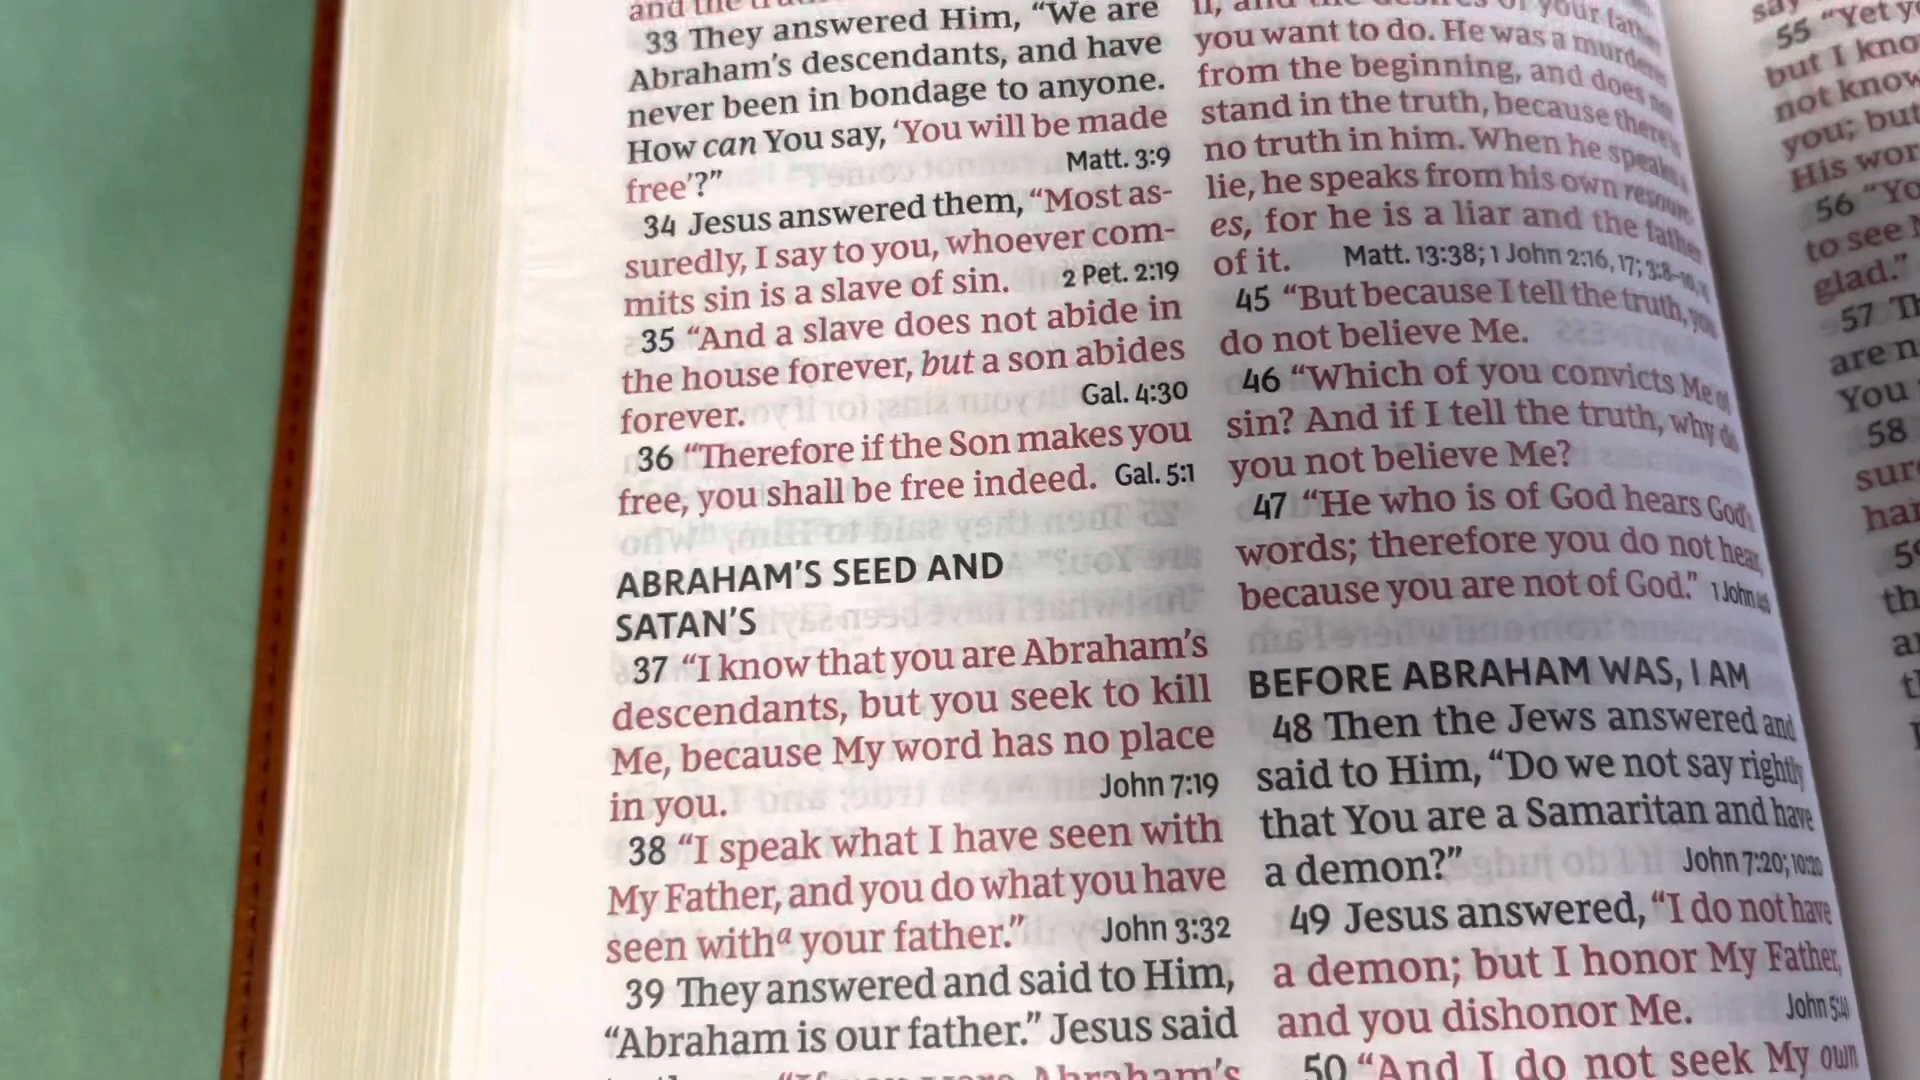 and the
33 They answered Him, “We are
Abraham’s descendants, and have
never been in bondage to anyone.
How can You say, ‘You will be made
free’?” Matt. 3:9
34 Jesus answered them, “Most as-
suredly, I say to you, whoever com-
mits sin is a slave of sin. 2 Pet. 2:19
35 “And a slave does not abide in
the house forever, but a son abides
forever. Gal. 4:30
36 “Therefore if the Son makes you
free, you shall be free indeed. Gal. 5:1
ABRAHAM’S SEED AND
SATAN’S
37 “I know that you are Abraham’s
descendants, but you seek to kill
Me, because My word has no place
in you. John 7:19
38 “I speak what I have seen with
My Father, and you do what you have
seen withᵃ your father.” John 3:32
39 They answered and said to Him,
“Abraham is our father.” Jesus said
Abraham’s
of your
you want to do. He was a murderer
from the beginning, and does not
stand in the truth, because there is
no truth in him. When he speaks a
lie, he speaks from his own resourc-
es, for he is a liar and the father
of it. Matt. 13:38; 1 John 2:16, 17;
45 “But because I tell the truth, you
do not believe Me.
46 “Which of you convicts Me of
sin? And if I tell the truth, why do
you not believe Me?
47 “He who is of God hears God’s
words; therefore you do not hear,
because you are not of God.” 1 John
BEFORE ABRAHAM WAS, I AM
48 Then the Jews answered and
said to Him, “Do we not say rightly
that You are a Samaritan and have
a demon?” John 7:20; 10:20
49 Jesus answered, “I do not have
a demon; but I honor My Father,
and you dishonor Me. John
50 “And I do not seek My own
say
55 “Yet
but I
not know
you; but
His
56
to see
glad.”
57
are
You
58